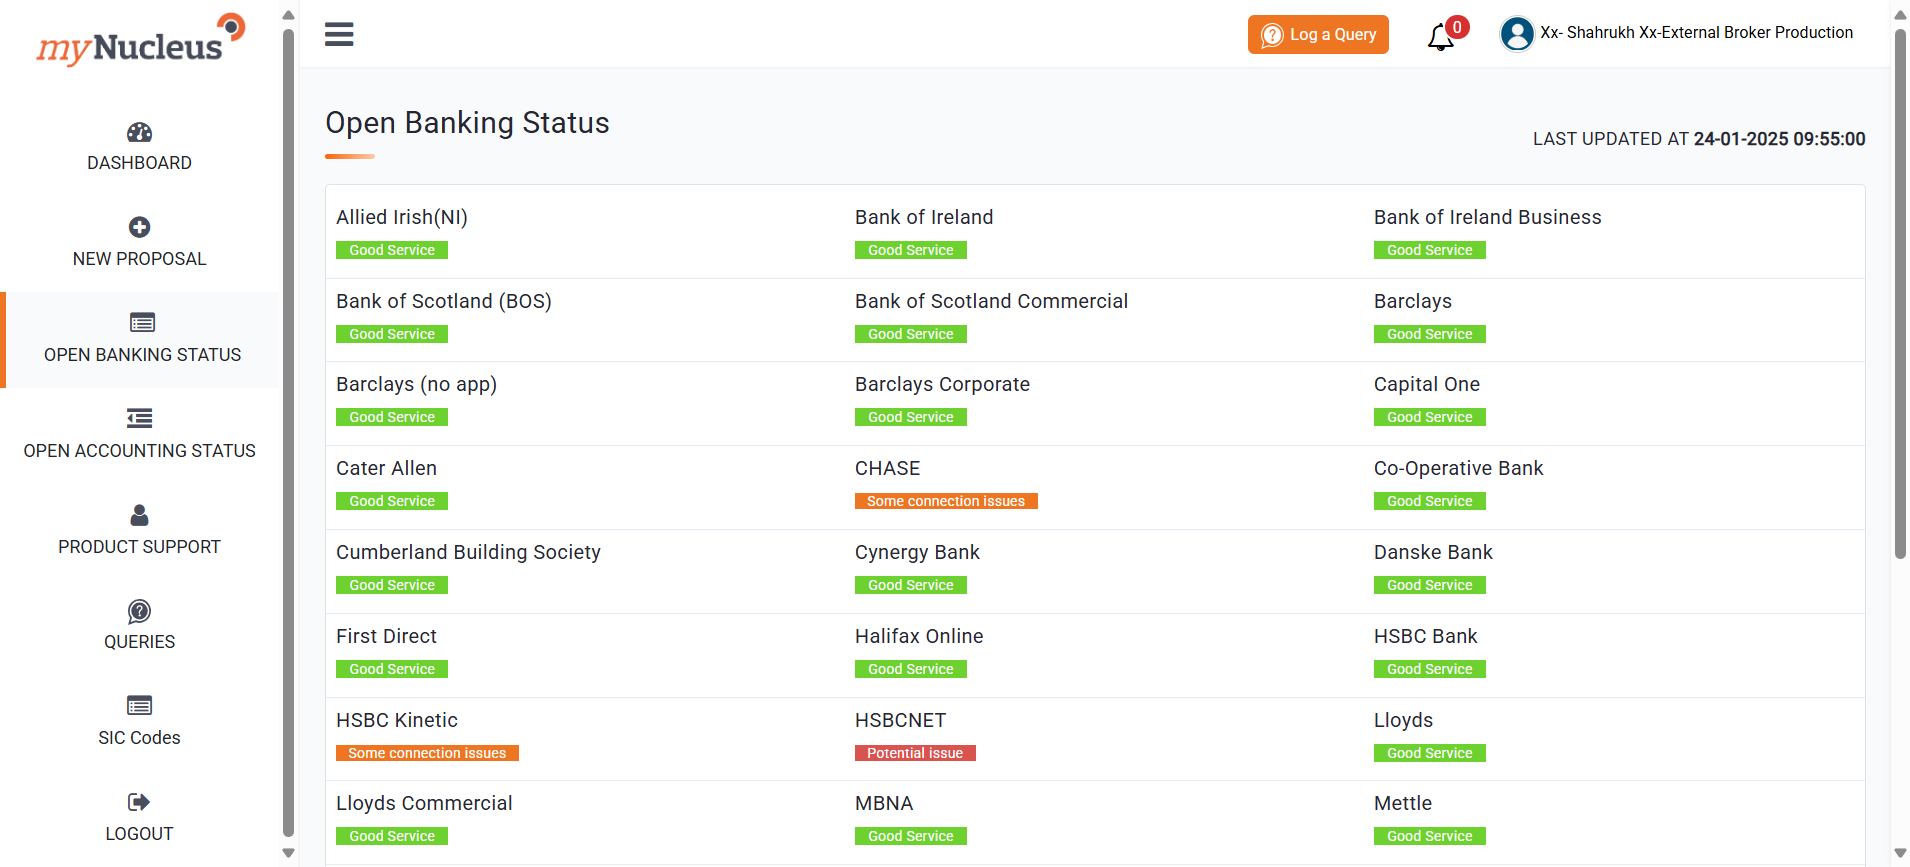 myNucleus
Log a Query
0
Xx- Shahrukh Xx-External Broker Production
DASHBOARD
NEW PROPOSAL
OPEN BANKING STATUS
OPEN ACCOUNTING STATUS
PRODUCT SUPPORT
QUERIES
SIC Codes
LOGOUT
Open Banking Status
LAST UPDATED AT 24-01-2025 09:55:00
Allied Irish(NI)
Good Service
Bank of Ireland
Good Service
Bank of Ireland Business
Good Service
Bank of Scotland (BOS)
Good Service
Bank of Scotland Commercial
Good Service
Barclays
Good Service
Barclays (no app)
Good Service
Barclays Corporate
Good Service
Capital One
Good Service
Cater Allen
Good Service
CHASE
Some connection issues
Co-Operative Bank
Good Service
Cumberland Building Society
Good Service
Cynergy Bank
Good Service
Danske Bank
Good Service
First Direct
Good Service
Halifax Online
Good Service
HSBC Bank
Good Service
HSBC Kinetic
Some connection issues
HSBCNET
Potential issue
Lloyds
Good Service
Lloyds Commercial
Good Service
MBNA
Good Service
Mettle
Good Service